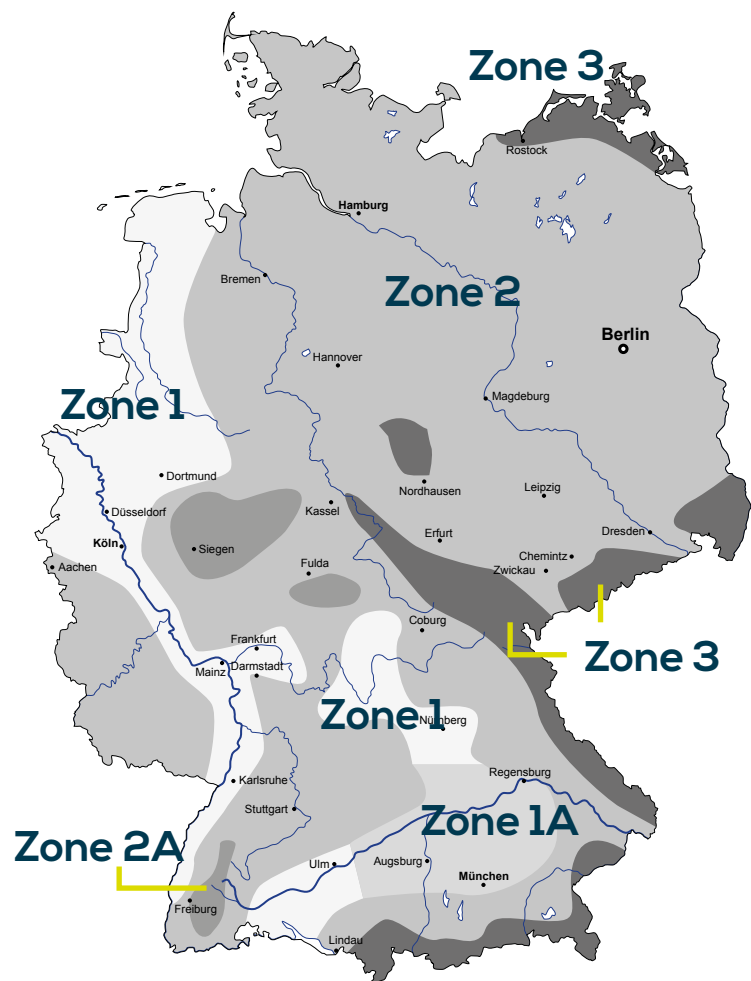 Zone 3
Rostock
Hamburg
Bremen
Zone 2
Berlin
Hannover
Magdeburg
Zone 1
Dortmund
Nordhausen
Leipzig
Kassel
Düsseldorf
Erfurt
Dresden
Köln
Siegen
Chemintz
Aachen
Fulda
Zwickau
Coburg
Frankfurt
Zone 3
Mainz
Darmstadt
Zone 1
Nürnberg
Regensburg
Karlsruhe
Stuttgart
Zone 1A
Zone 2A
Ulm
Augsburg
München
Freiburg
Lindau